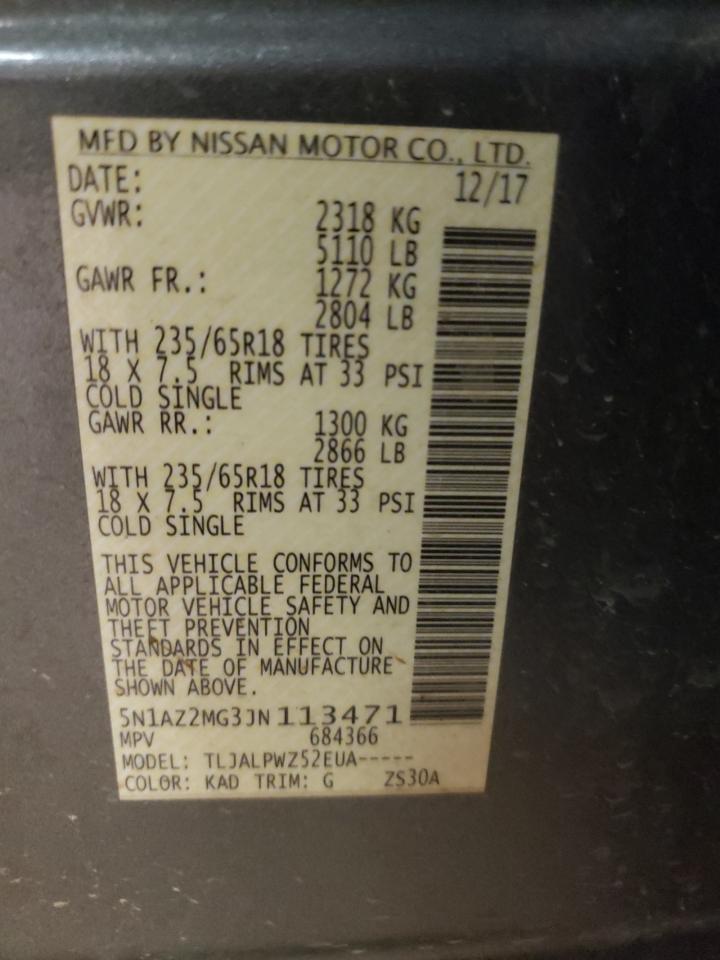 MFD BY NISSAN MOTOR CO., LTD.
DATE: 12/17
GVWR: 2318 KG
5110 LB
GAWR FR.: 1272 KG
2804 LB
WITH 235/65R18 TIRES
18 X 7.5 RIMS AT 33 PSI
COLD SINGLE
GAWR RR.: 1300 KG
2866 LB
WITH 235/65R18 TIRES
18 X 7.5 RIMS AT 33 PSI
COLD SINGLE
THIS VEHICLE CONFORMS TO
ALL APPLICABLE FEDERAL
MOTOR VEHICLE SAFETY AND
THEFT PREVENTION
STANDARDS IN EFFECT ON
THE DATE OF MANUFACTURE
SHOWN ABOVE.
5N1AZ2MG3JN113471
MPV 684366
MODEL: TLJALPWZ52EUA-----
COLOR: KAD TRIM: G ZS30A